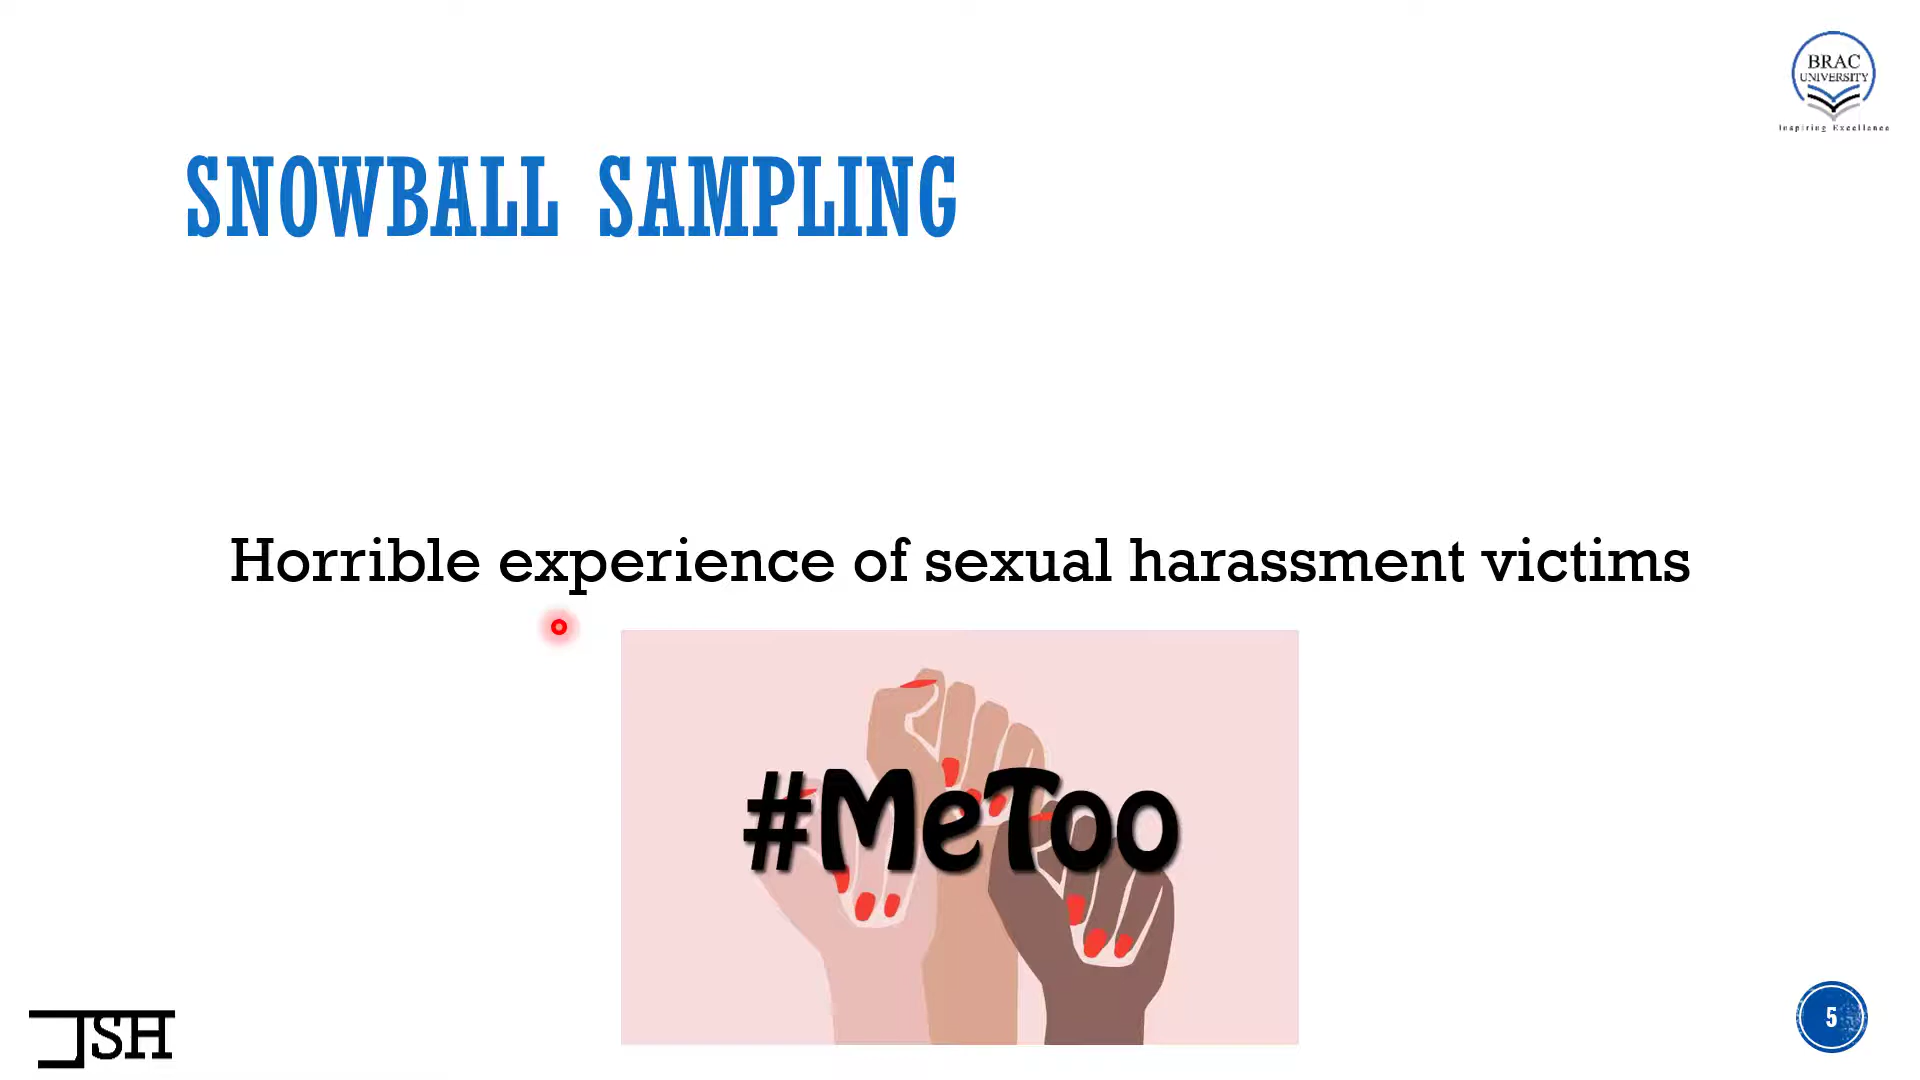 BRAC
UNIVERSITY
Inspiring Excellence
SNOWBALL SAMPLING
Horrible experience of sexual harassment victims
#MeToo
JSH
5